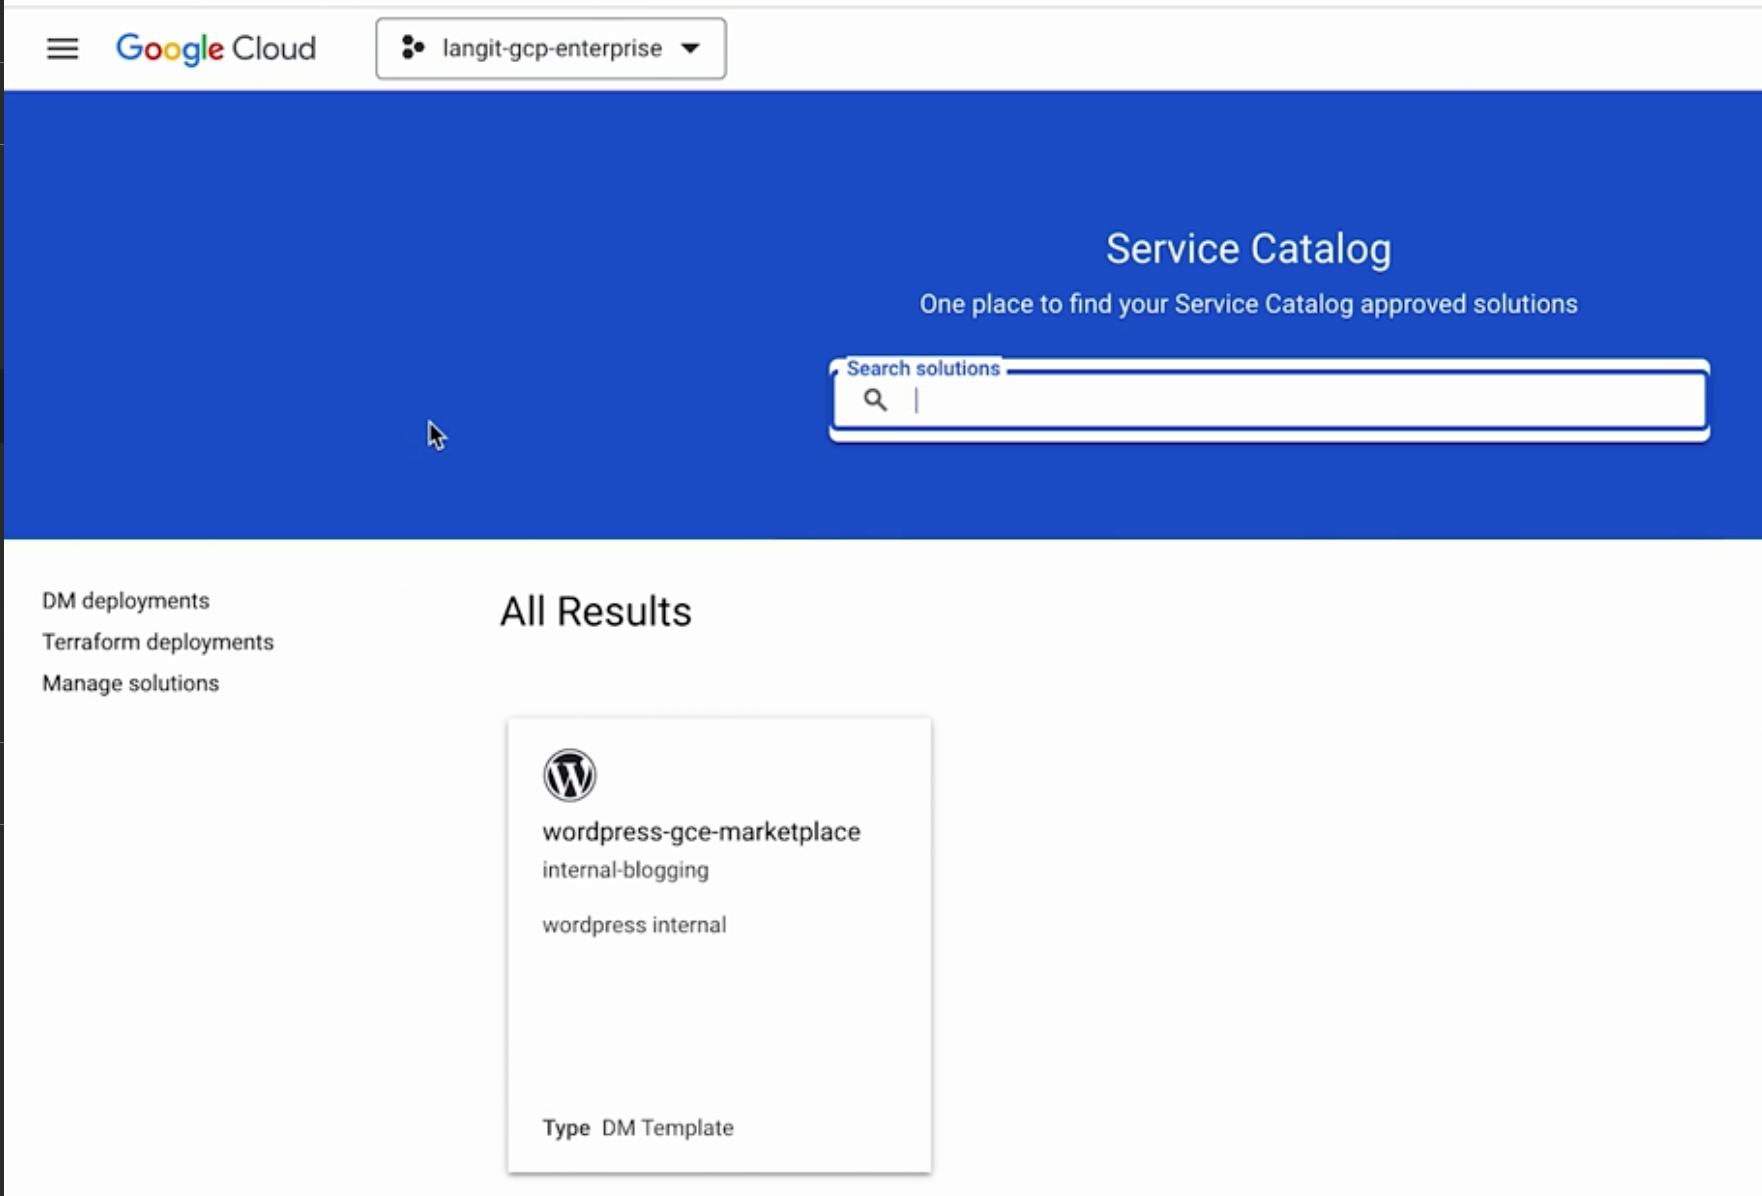 Google Cloud
langit-gcp-enterprise
Service Catalog
One place to find your Service Catalog approved solutions
Search solutions
DM deployments
Terraform deployments
Manage solutions
All Results
wordpress-gce-marketplace
internal-blogging
wordpress internal
Type DM Template